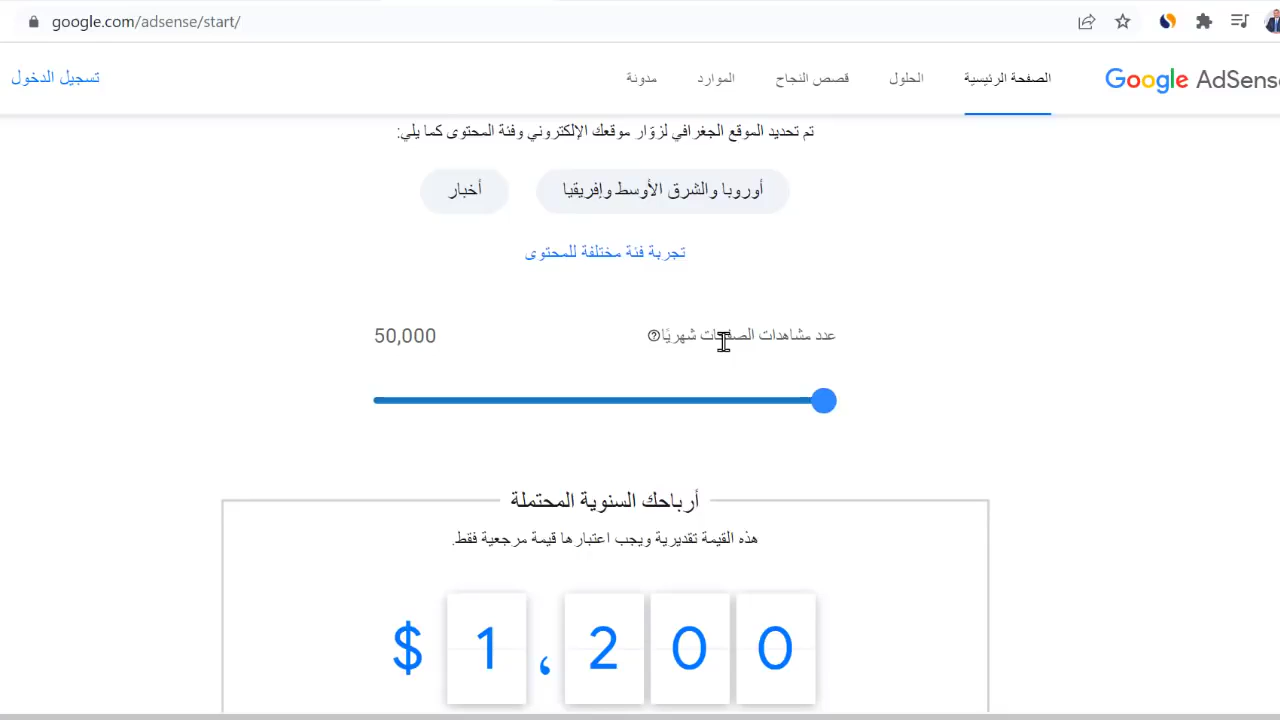 google.com/adsense/start/
Google AdSens
الصفحة الرئيسية
الحلول
قصص النجاح
الموارد
مدونة
تسجيل الدخول
تم تحديد الموقع الجغرافي لزوّار موقعك الإلكتروني وفئة المحتوى كما يلي:
أوروبا والشرق الأوسط وإفريقيا
أخبار
تجربة فئة مختلفة للمحتوى
عدد مشاهدات الصفحات شهريًا
50,000
أرباحك السنوية المحتملة
هذه القيمة تقديرية ويجب اعتبارها قيمة مرجعية فقط.
$1,200